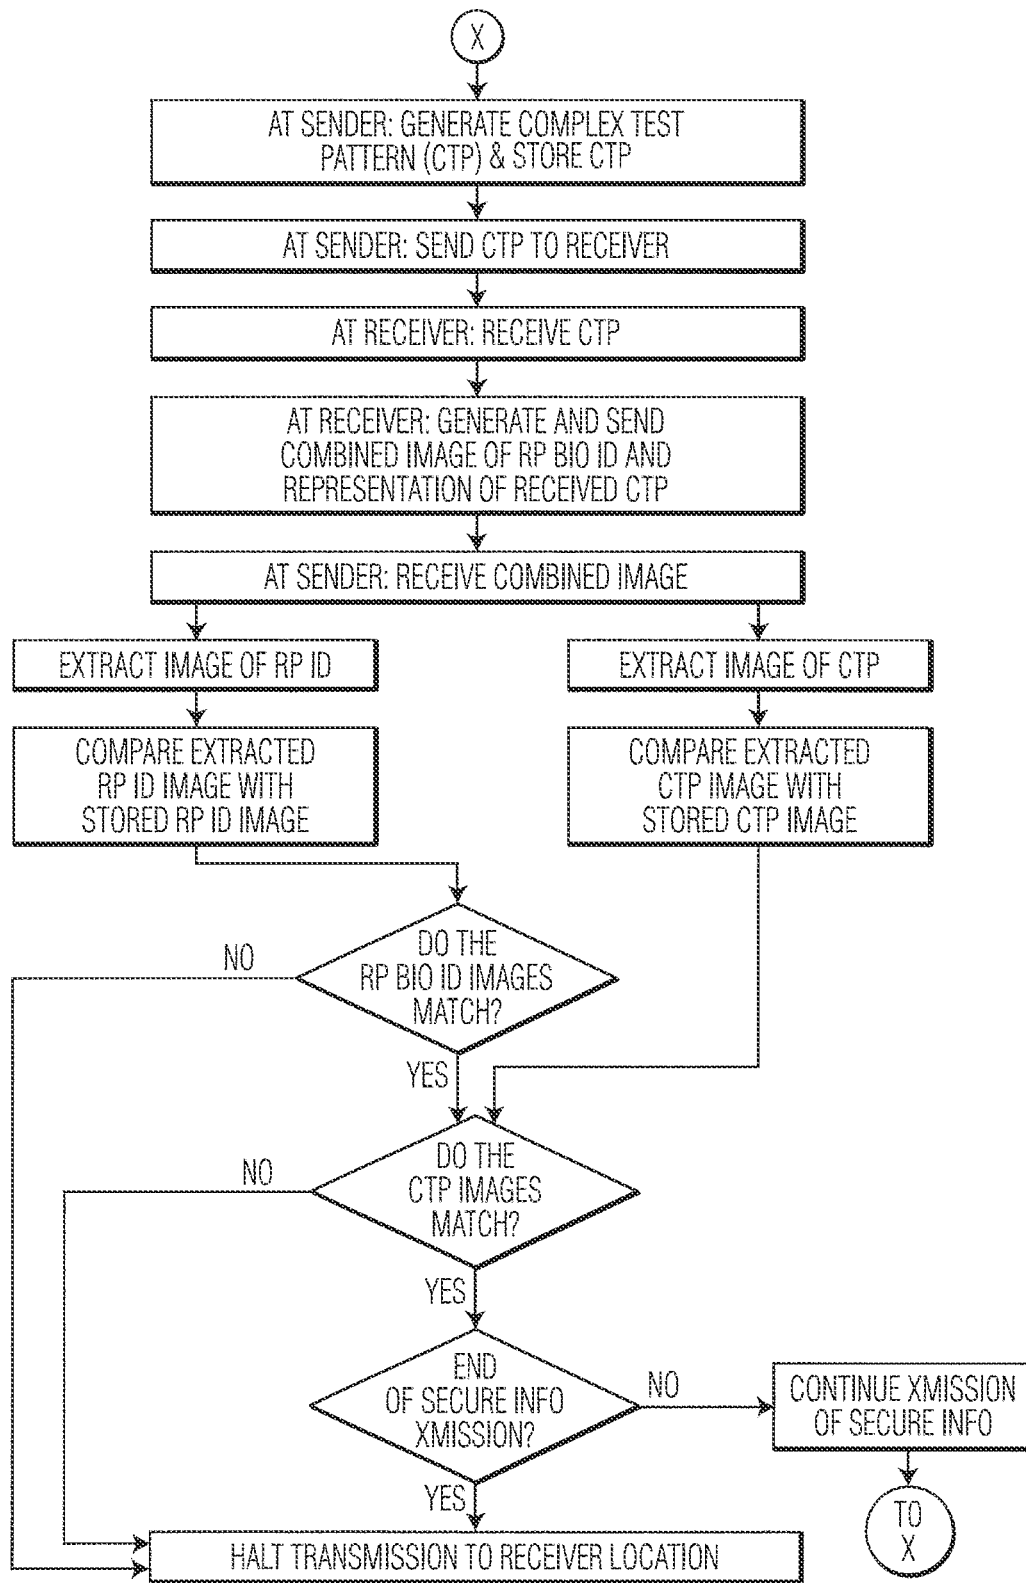 X
AT SENDER: GENERATE COMPLEX TEST
PATTERN (CTP) & STORE CTP
AT SENDER: SEND CTP TO RECEIVER
AT RECEIVER: RECEIVE CTP
AT RECEIVER: GENERATE AND SEND
COMBINED IMAGE OF RP BIO ID AND
REPRESENTATION OF RECEIVED CTP
AT SENDER: RECEIVE COMBINED IMAGE
EXTRACT IMAGE OF RP ID
EXTRACT IMAGE OF CTP
COMPARE EXTRACTED
RP ID IMAGE WITH
STORED RP ID IMAGE
COMPARE EXTRACTED
CTP IMAGE WITH
STORED CTP IMAGE
NO
DO THE
RP BIO ID IMAGES
MATCH?
YES
NO
DO THE
CTP IMAGES
MATCH?
YES
END
OF SECURE INFO
XMISSION?
NO
CONTINUE XMISSION
OF SECURE INFO
YES
TO
X
HALT TRANSMISSION TO RECEIVER LOCATION